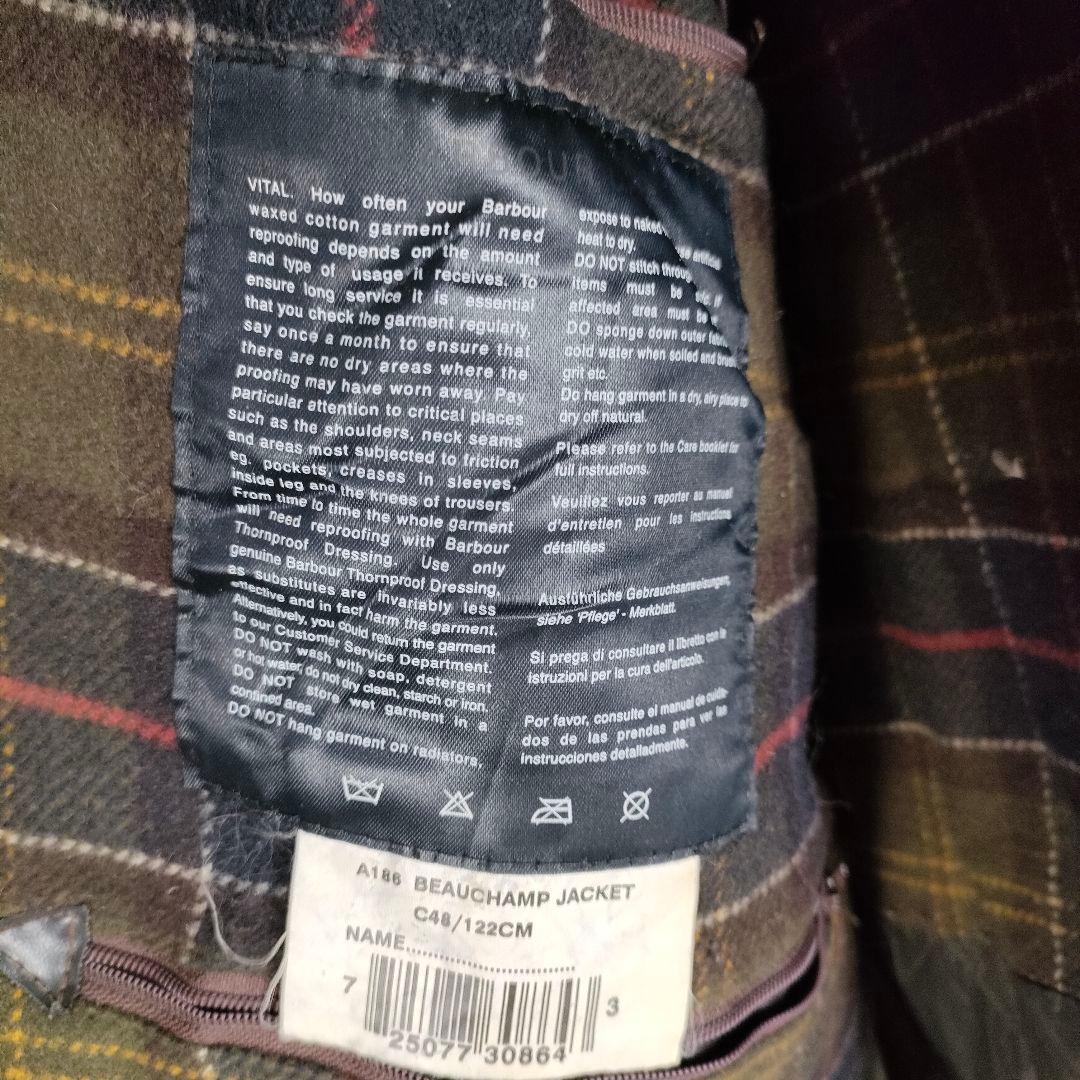 VITAL. How often your Barbour
waxed cotton garment will need
reproofing depends on the amount
and type of usage it receives. To
ensure long service it is essential
that you check the garment regularly,
say once a month to ensure that
there are no dry areas where the
proofing may have worn away. Pay
particular attention to critical places
such as the shoulders, neck seams
and areas most subjected to friction
eg. pockets, creases in sleeves,
inside leg and the knees of trousers.
From time to time the whole garment
will need reproofing with Barbour
Thornproof Dressing. Use only
genuine Barbour Thornproof Dressing,
as substitutes are invariably less
effective and in fact harm the garment.
Alternatively, you could return the garment
to our Customer Service Department.
DO NOT wash with soap, detergent
or hot water, do not dry clean, starch or iron.
DO NOT store wet garment in a
confined area.
DO NOT hang garment on radiators,
expose to naked artificial
heat to dry.
DO NOT stitch through
items must be if
affected area must be
DO sponge down outer
cold water when soiled and
grit etc.
Do hang garment in a dry, airy place to
dry off natural.
Please refer to the Care booklet for
full instructions.
Veuillez vous reporter au manuel
d'entretien pour les instructions
détaillées
Ausführliche Gebrauchsanweisungen,
siehe 'Pflege' - Merkblatt.
Si prega di consultare il libretto con le
istruzioni per la cura dell'articolo.
Por favor, consulte el manual de cuida-
dos de las prendas para ver las
instrucciones detalladmente.
A186 BEAUCHAMP JACKET
C48/122CM
NAME..............................
7 25077 30864 3